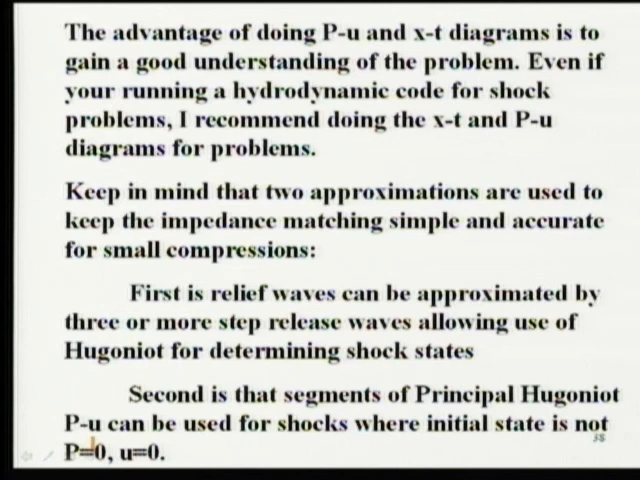 The advantage of doing P-u and x-t diagrams is to
gain a good understanding of the problem. Even if
your running a hydrodynamic code for shock
problems, I recommend doing the x-t and P-u
diagrams for problems.
Keep in mind that two approximations are used to
keep the impedance matching simple and accurate
for small compressions:
First is relief waves can be approximated by
three or more step release waves allowing use of
Hugoniot for determining shock states
Second is that segments of Principal Hugoniot
P-u can be used for shocks where initial state is not
P=0, u=0.